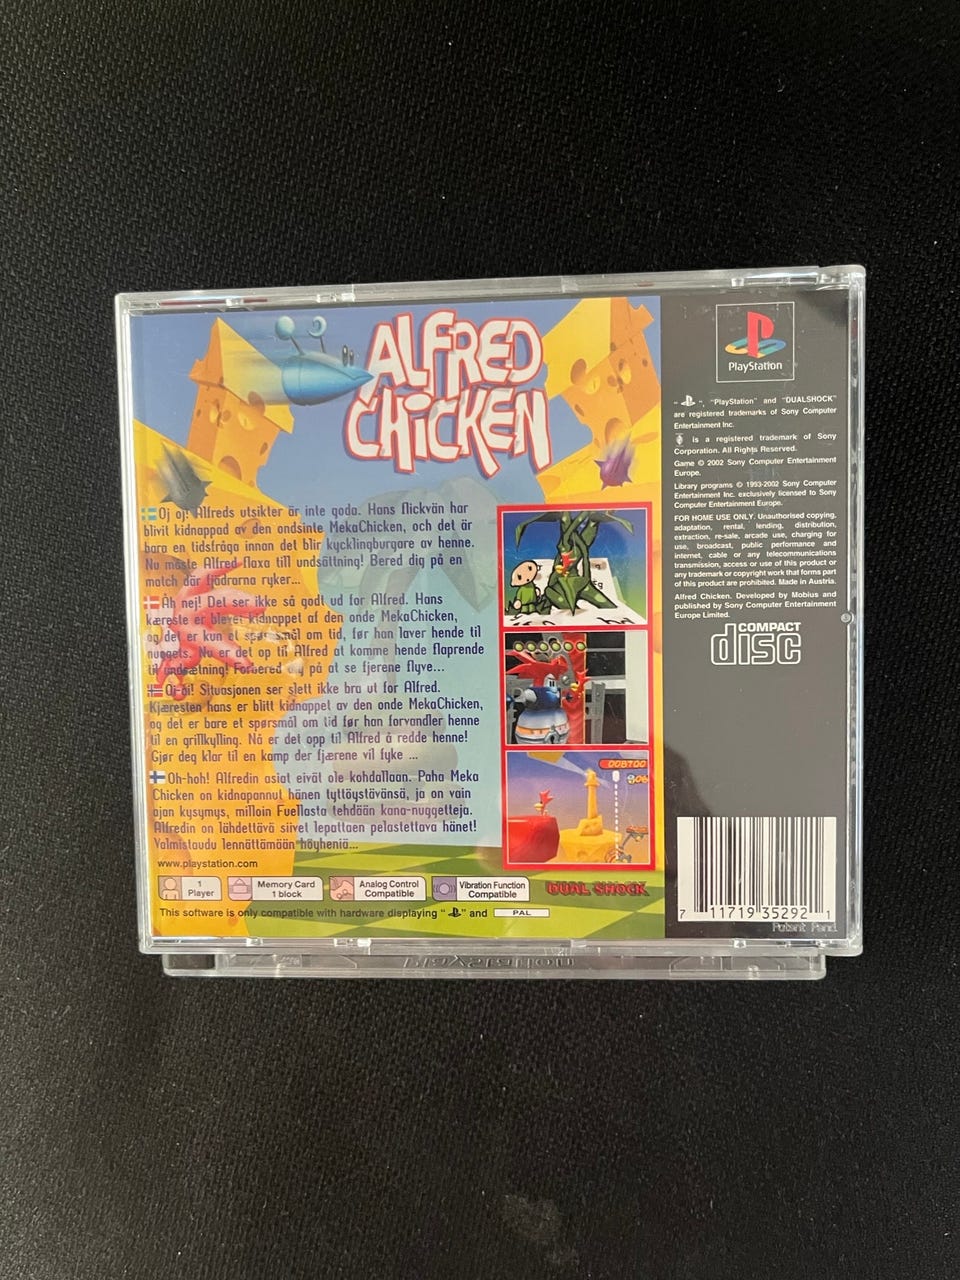 ALFRED
CHICKEN
Oj oj! Alfreds utsikter är inte goda. Hans flickvän har
blivit kidnappad av den ondsinte MekaChicken, och det är
bara en tidsfråga innan det blir kycklingburgare av henne.
Nu måste Alfred flaxa till undsättning! Bered dig på en
match där fjädrarna ryker...
Åh nej! Det ser ikke så godt ud for Alfred. Hans
kæreste er blevet kidnappet af den onde MekaChicken,
og det er kun et spørsmål om tid, før han laver hende til
nuggets. Nu er det op til Alfred at komme hende flaprende
til undsætning! Forbered dig på at se fjerene flyve...
Oi-oi! Situasjonen ser slett ikke bra ut for Alfred.
Kjæresten hans er blitt kidnappet av den onde MekaChicken,
og det er bare et spørsmål om tid før han forvandler henne
til en grillkylling. Nå er det opp til Alfred å redde henne!
Gjør deg klar til en kamp der fjærene vil fyke ...
Oh-hoh! Alfredin asiat eivät ole kohdallaan. Paha Meka
Chicken on kidnapannut hänen tyttöystävänsä, ja on vain
ajan kysymys, milloin Fuellasta tehdään kana-nuggetteja.
Alfredin on lähdettävä siivet lepattaen pelastettava hänet!
Valmistaudu lennättämään höyheniä...
www.playstation.com
1
Player
Memory Card
1 block
Analog Control
Compatible
Vibration Function
Compatible
DUAL SHOCK
This software is only compatible with hardware displaying " " and PAL
008700
PlayStation
" ", "PlayStation" and "DUALSHOCK"
are registered trademarks of Sony Computer
Entertainment Inc.
is a registered trademark of Sony
Corporation. All Rights Reserved.
Game © 2002 Sony Computer Entertainment
Europe.
Library programs © 1993-2002 Sony Computer
Entertainment Inc. exclusively licensed to Sony
Computer Entertainment Europe.
FOR HOME USE ONLY. Unauthorised copying,
adaptation, rental, lending, distribution,
extraction, re-sale, arcade use, charging for
use, broadcast, public performance and
internet, cable or any telecommunications
transmission, access or use of this product or
any trademark or copyright work that forms part
of this product are prohibited. Made in Austria.
Alfred Chicken. Developed by Mobius and
published by Sony Computer Entertainment
Europe Limited.
COMPACT
disc
7 11719 35292 1
Patent Pend
PlayStation